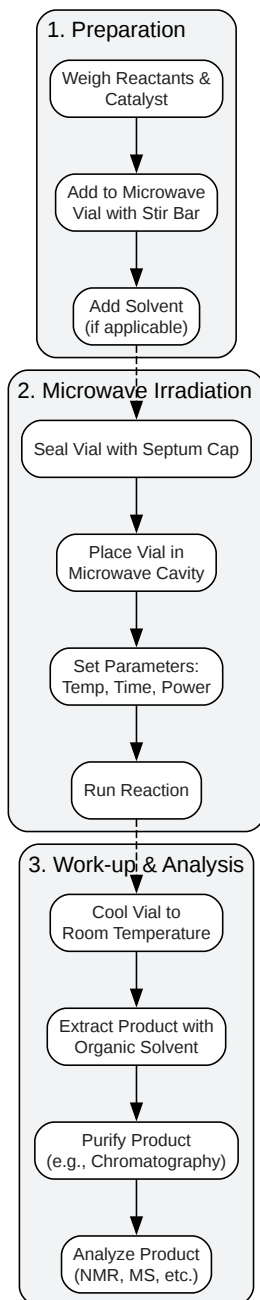 1. Preparation
Weigh Reactants &
Catalyst
Add to Microwave
Vial with Stir Bar
Add Solvent
(if applicable)
2. Microwave Irradiation
Seal Vial with Septum Cap
Place Vial in
Microwave Cavity
Set Parameters:
Temp, Time, Power
Run Reaction
3. Work-up & Analysis
Cool Vial to
Room Temperature
Extract Product with
Organic Solvent
Purify Product
(e.g., Chromatography)
Analyze Product
(NMR, MS, etc.)